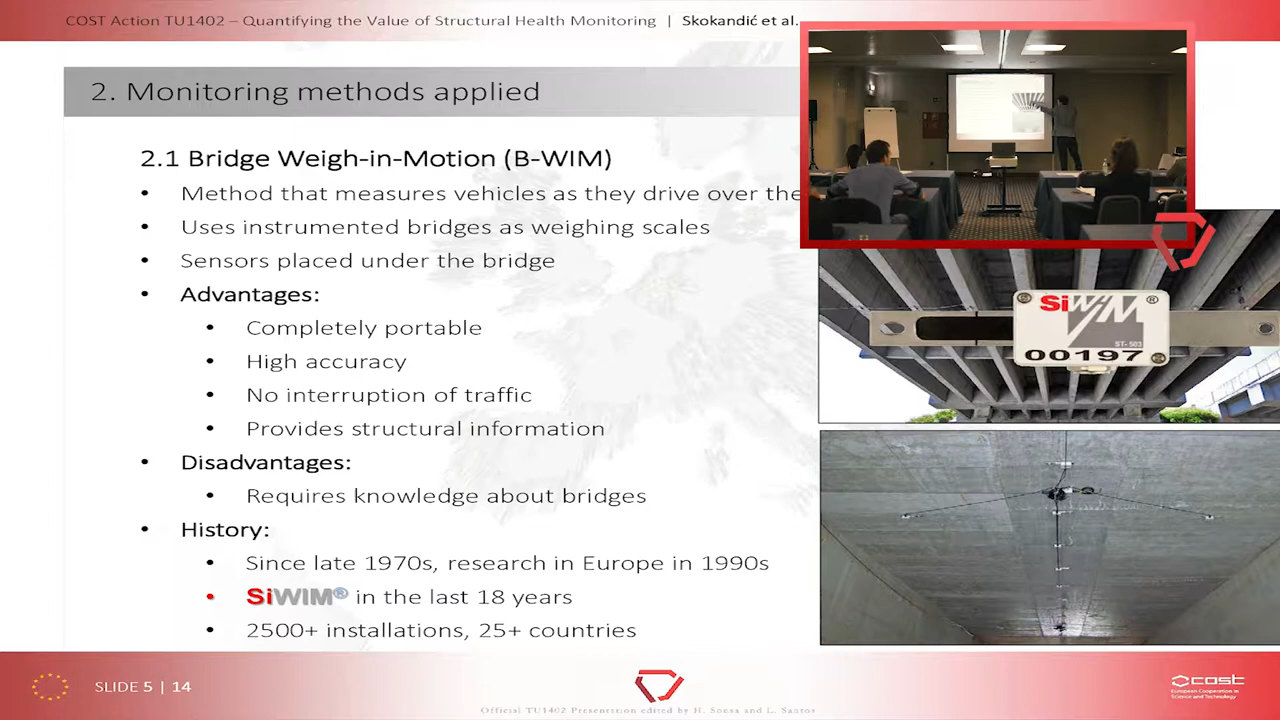 COST Action TU1402 – Quantifying the Value of Structural Health Monitoring | Skokandić et al.
2. Monitoring methods applied
2.1 Bridge Weigh-in-Motion (B-WIM)
• Method that measures vehicles as they drive over the
• Uses instrumented bridges as weighing scales
• Sensors placed under the bridge
• Advantages:
• Completely portable
• High accuracy
• No interruption of traffic
• Provides structural information
• Disadvantages:
• Requires knowledge about bridges
• History:
• Since late 1970s, research in Europe in 1990s
• SiWIM® in the last 18 years
• 2500+ installations, 25+ countries
SiWIM®
ST-503
00197
SLIDE 5 | 14
cost
European Cooperation in
Science and Technology
Official TU1402 Presentation edited by H. Sousa and L. Santos